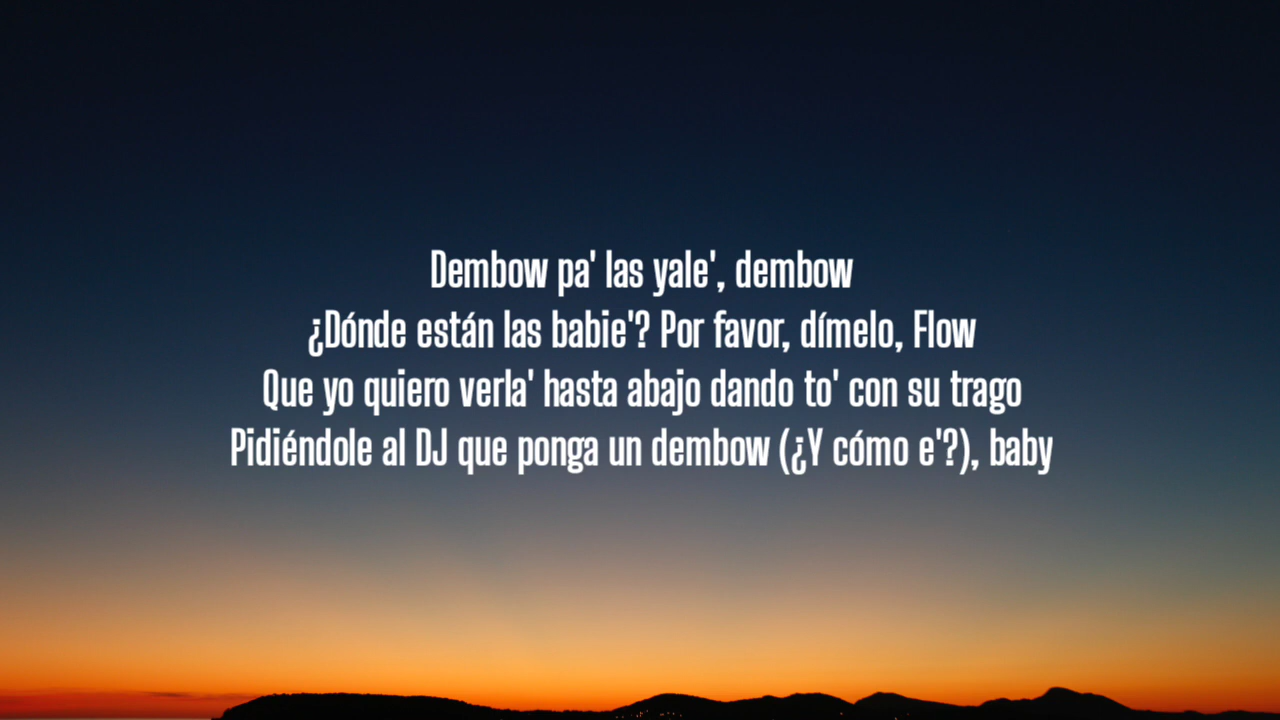 Dembow pa' las yale', dembow
¿Dónde están las babie'? Por favor, dímelo, Flow
Que yo quiero verla' hasta abajo dando to' con su trago
Pidiéndole al DJ que ponga un dembow (¿Y cómo e'?), baby